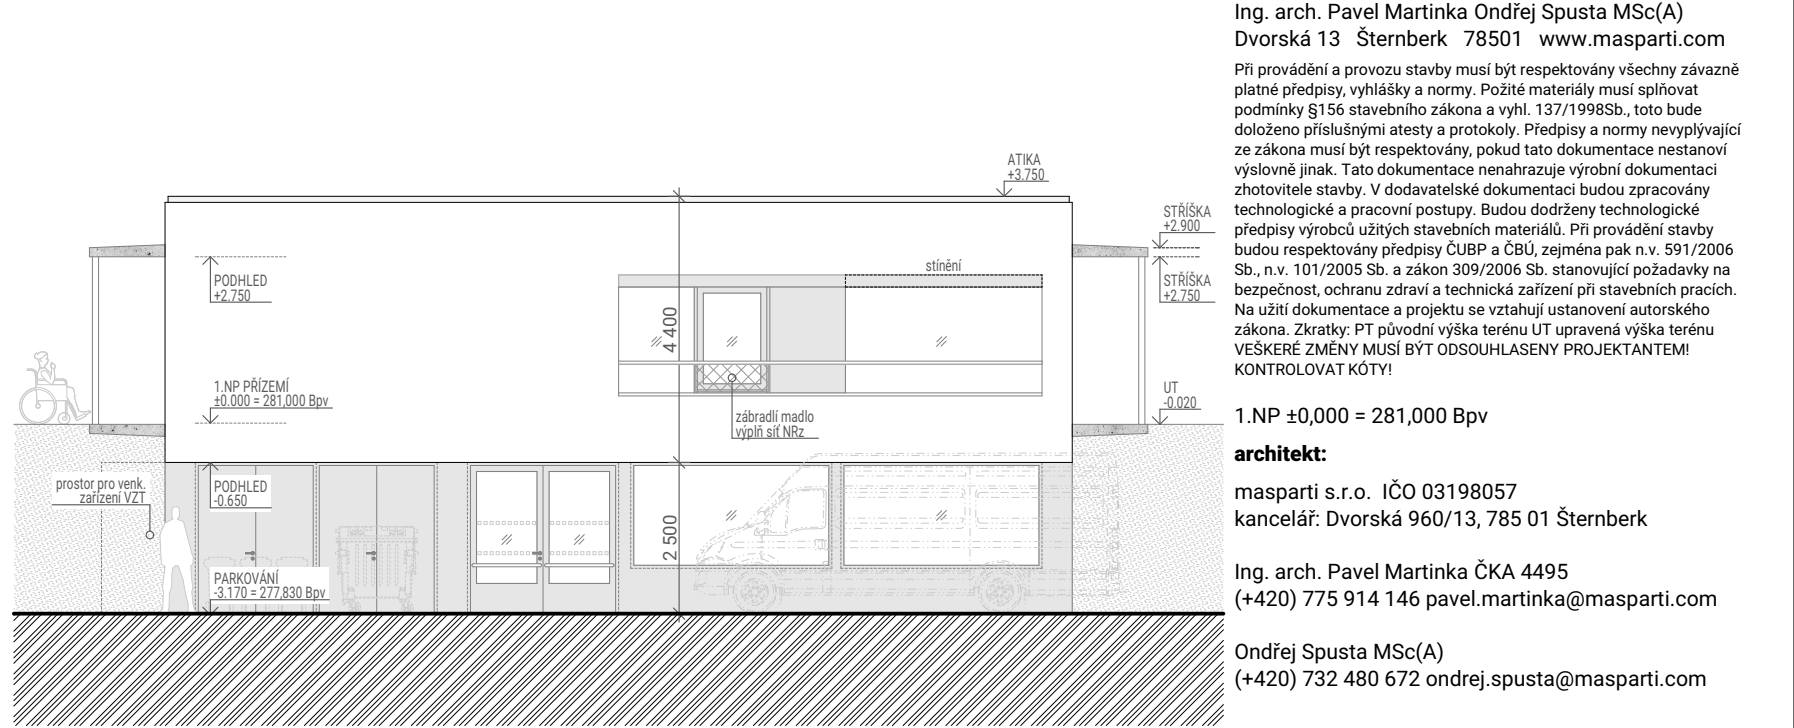 Ing. arch. Pavel Martinka Ondřej Spusta MSc(A)
Dvorská 13 Šternberk 78501 www.masparti.com
Při provádění a provozu stavby musí být respektovány všechny závazně
platné předpisy, vyhlášky a normy. Požité materiály musí splňovat
podmínky §156 stavebního zákona a vyhl. 137/1998Sb., toto bude
doloženo příslušnými atesty a protokoly. Předpisy a normy nevyplývající
ze zákona musí být respektovány, pokud tato dokumentace nestanoví
výslovně jinak. Tato dokumentace nenahrazuje výrobní dokumentaci
zhotovitele stavby. V dodavatelské dokumentaci budou zpracovány
technologické a pracovní postupy. Budou dodrženy technologické
předpisy výrobců užitých stavebních materiálů. Při provádění stavby
budou respektovány předpisy ČUBP a ČBÚ, zejména pak n.v. 591/2006
Sb., n.v. 101/2005 Sb. a zákon 309/2006 Sb. stanovující požadavky na
bezpečnost, ochranu zdraví a technická zařízení při stavebních pracích.
Na užití dokumentace a projektu se vztahují ustanovení autorského
zákona. Zkratky: PT původní výška terénu UT upravená výška terénu
VEŠKERÉ ZMĚNY MUSÍ BÝT ODSOUHLASENY PROJEKTANTEM!
KONTROLOVAT KÓTY!
1.NP ±0,000 = 281,000 Bpv
architekt:
masparti s.r.o. IČO 03198057
kancelář: Dvorská 960/13, 785 01 Šternberk
Ing. arch. Pavel Martinka ČKA 4495
(+420) 775 914 146 pavel.martinka@masparti.com
Ondřej Spusta MSc(A)
(+420) 732 480 672 ondrej.spusta@masparti.com
ATIKA
+3.750
STŘÍŠKA
+2.900
STŘÍŠKA
+2.750
stínění
PODHLED
+2.750
4 400
1.NP PŘÍZEMÍ
±0.000 = 281,000 Bpv
UT
-0.020
zábradlí madlo
výplň síť NRz
prostor pro venk.
zařízení VZT
PODHLED
-0.650
2 500
PARKOVÁNÍ
-3.170 = 277,830 Bpv